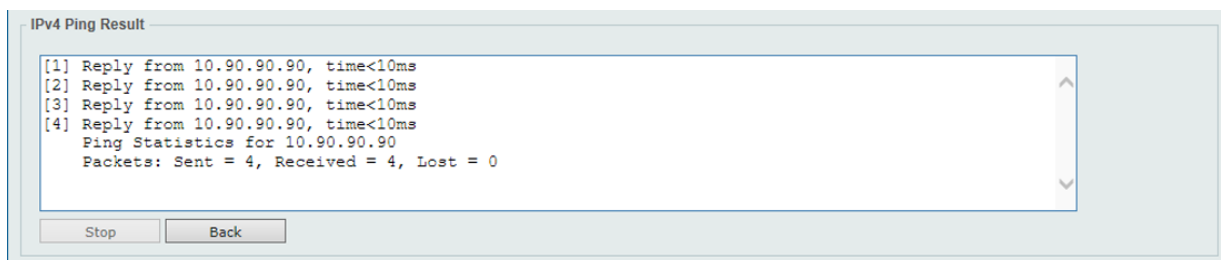 IPv4 Ping Result
[1] Reply from 10.90.90.90, time<10ms
[2] Reply from 10.90.90.90, time<10ms
[3] Reply from 10.90.90.90, time<10ms
[4] Reply from 10.90.90.90, time<10ms
Ping Statistics for 10.90.90.90
Packets: Sent = 4, Received = 4, Lost = 0
Stop Back